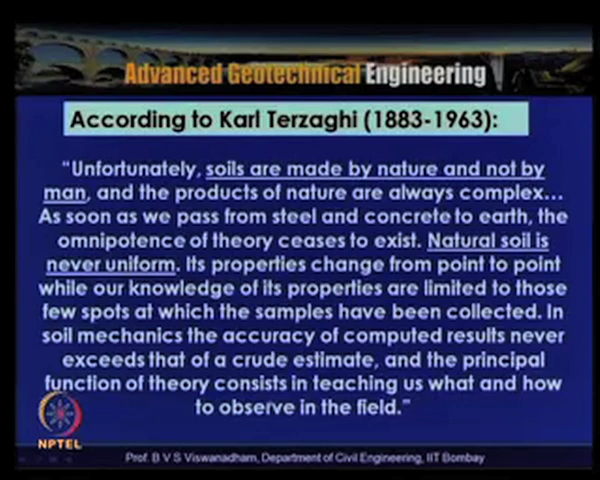 Advanced Geotechnical Engineering
According to Karl Terzaghi (1883-1963):
“Unfortunately, soils are made by nature and not by
man, and the products of nature are always complex...
As soon as we pass from steel and concrete to earth, the
omnipotence of theory ceases to exist. Natural soil is
never uniform. Its properties change from point to point
while our knowledge of its properties are limited to those
few spots at which the samples have been collected. In
soil mechanics the accuracy of computed results never
exceeds that of a crude estimate, and the principal
function of theory consists in teaching us what and how
to observe in the field.”
NPTEL
Prof. B V S Viswanadham, Department of Civil Engineering, IIT Bombay